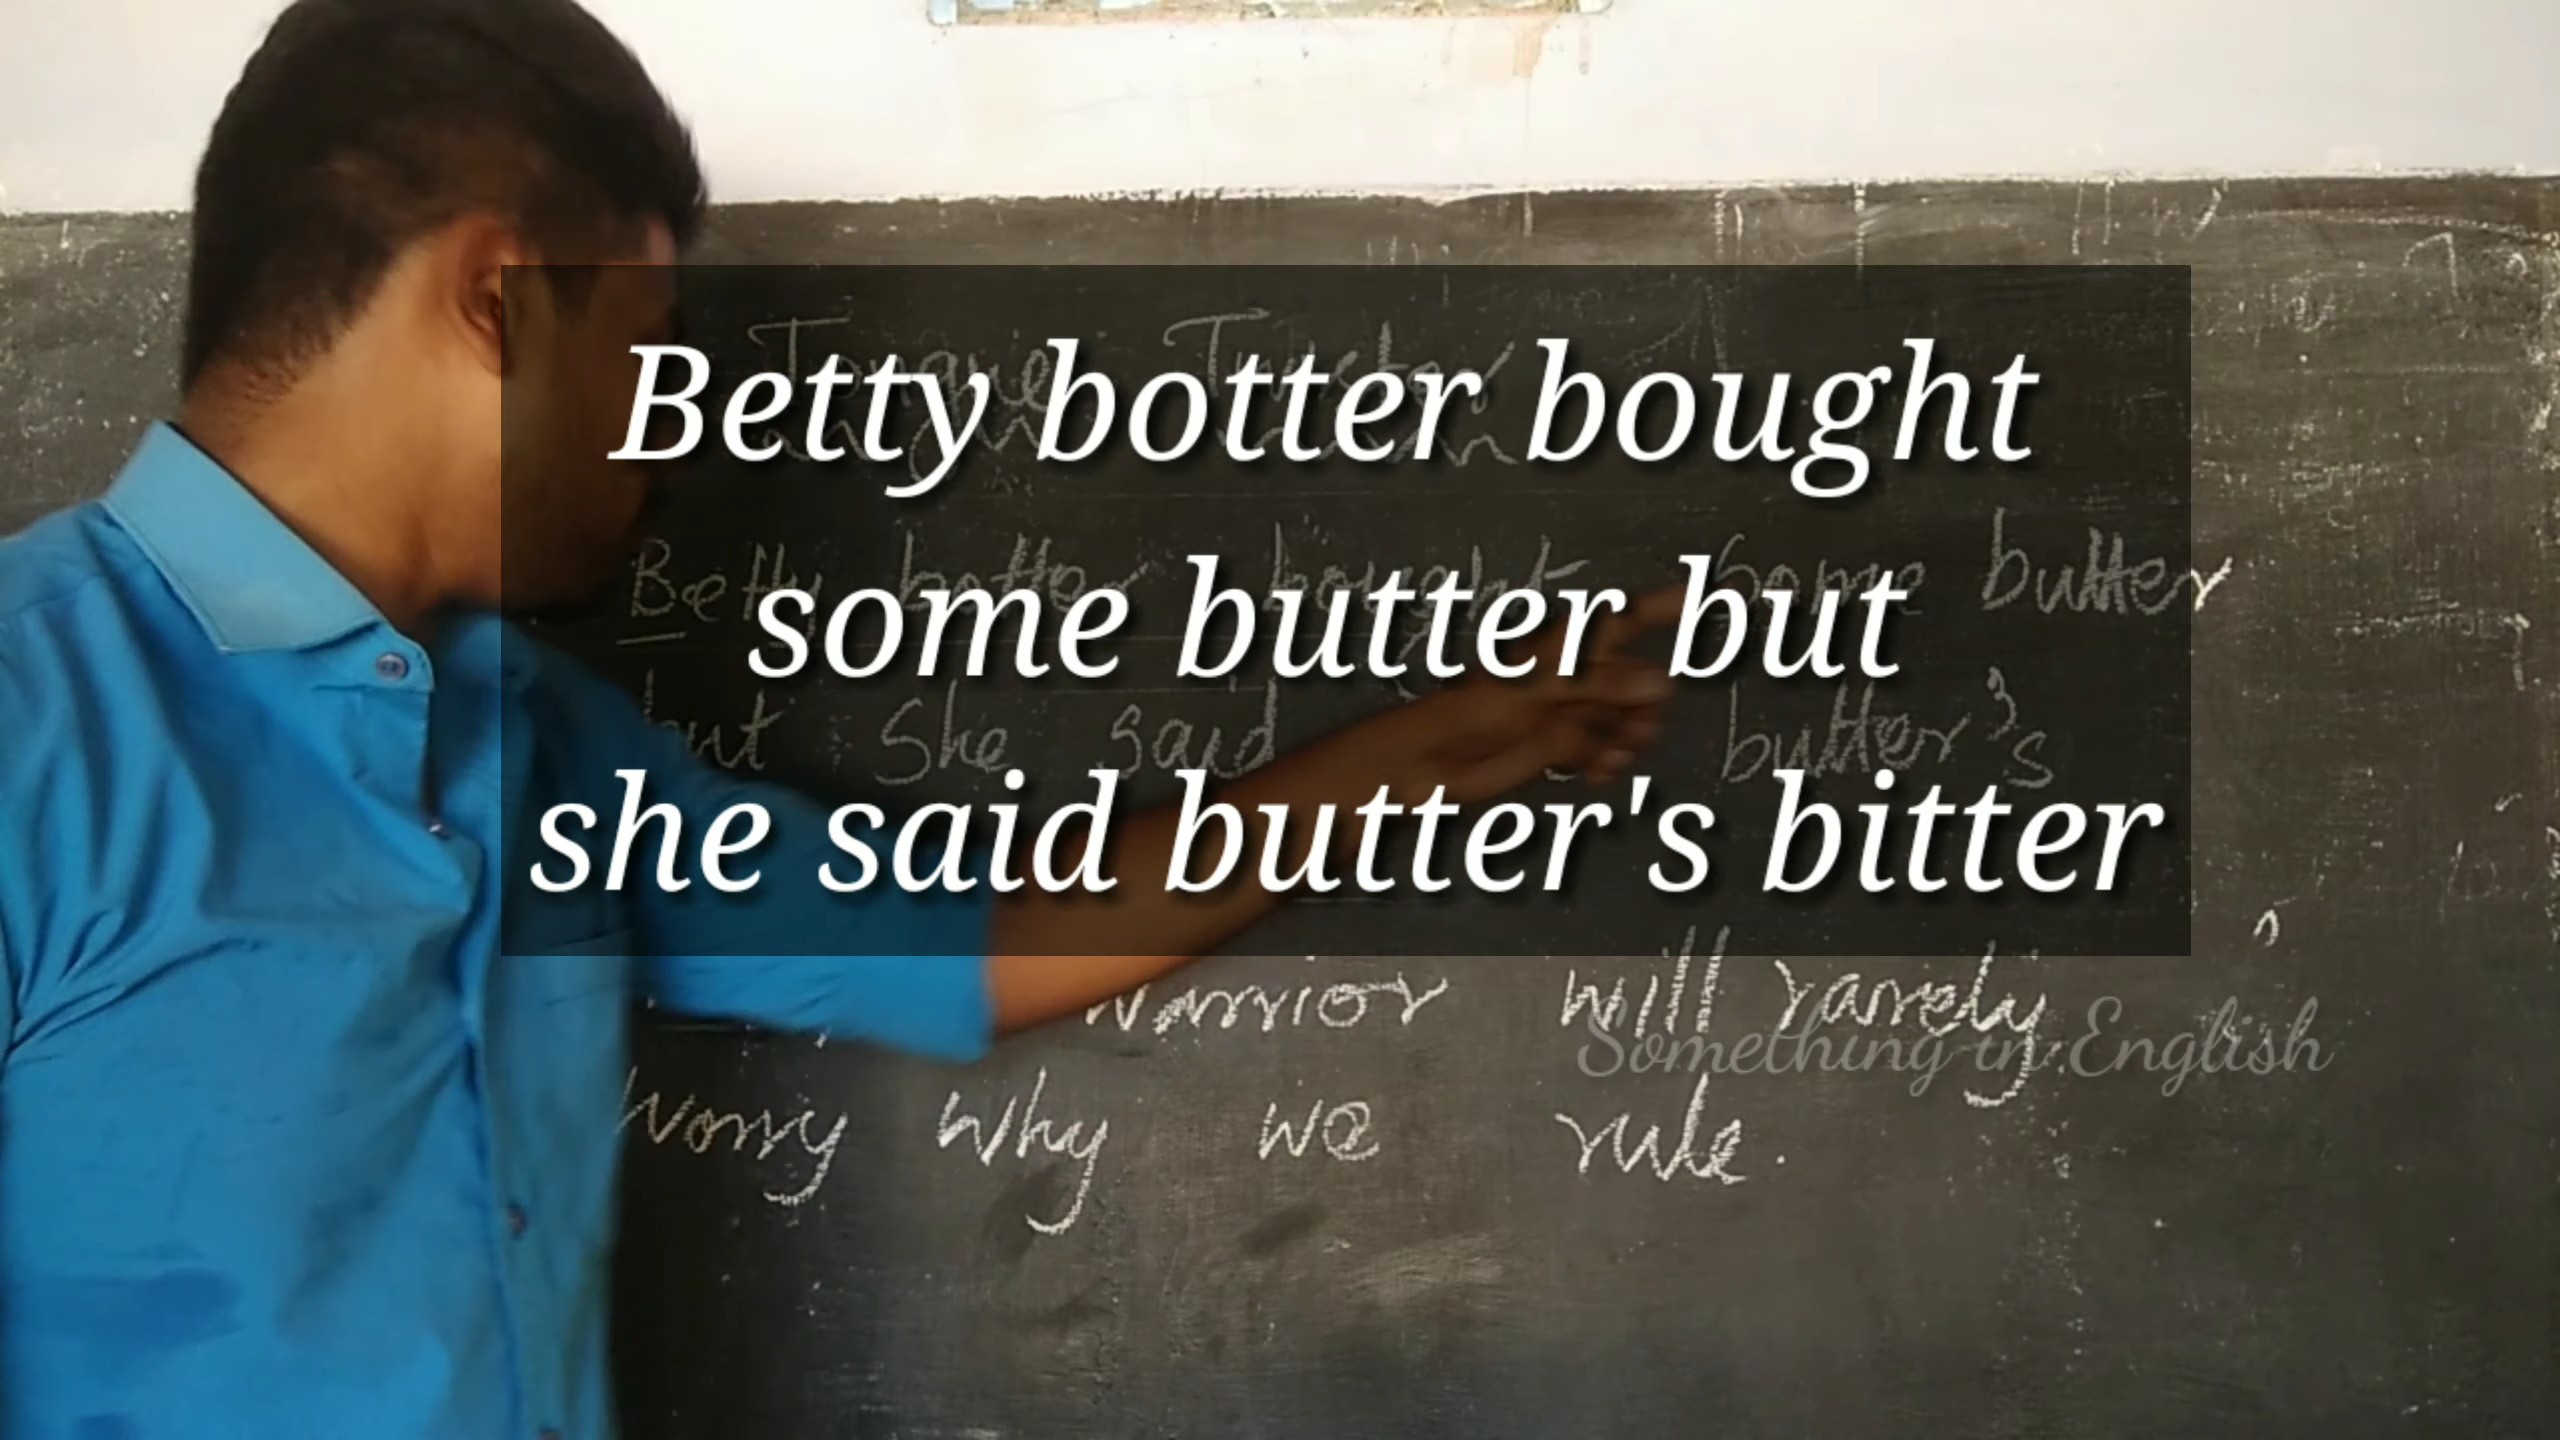 Tongue Twister
Betty botter bought
some butter but
she said butter's bitter
Betty botter bought Some butter
but she said butter's
warrior will rarely
Something in English
worry why we rule.